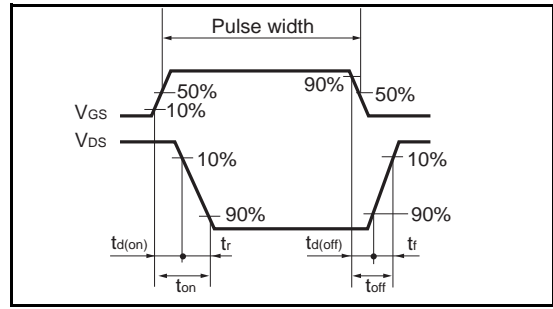 Pulse width
90%
50%
50%
10%
VGS
VDS
10%
10%
90%
90%
td(on)
tr
td(off)
tf
ton
toff